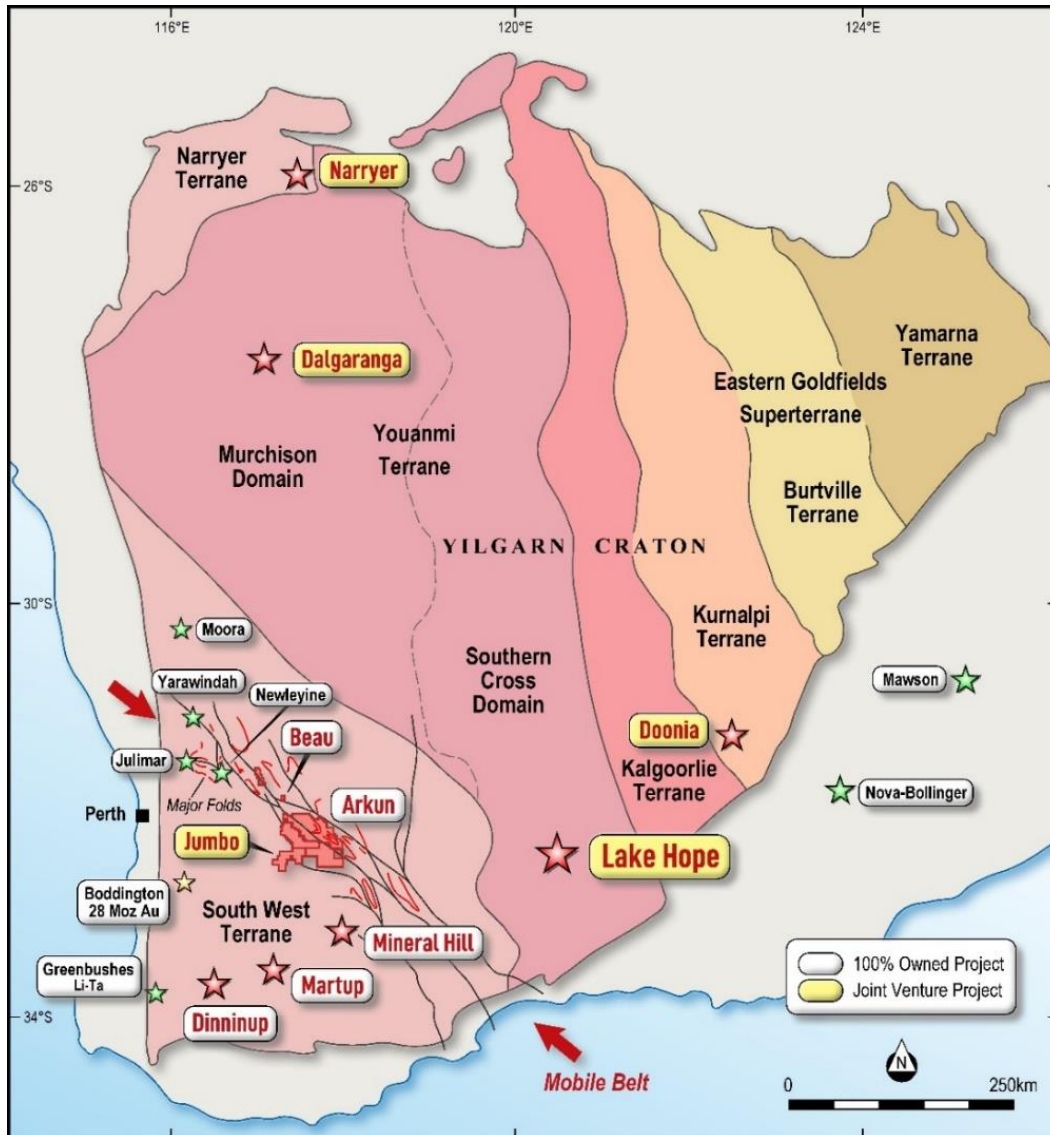 116°E
120°E
124°E
Narryer
Terrane
Narryer
26°S
Dalgaranga
Yamarna
Terrane
Eastern Goldfields
Superterrane
Murchison
Domain
Youanmi
Terrane
Burtville
Terrane
YILGARN CRATON
30°S
Moora
Kurnalpi
Terrane
Yarawindah
Newleyine
Southern
Cross
Domain
Mawson
Beau
Doonia
Julimar
Major Folds
Kalgoorlie
Terrane
Nova-Bollinger
Perth
Arkun
Jumbo
Lake Hope
Boddington
28 Moz Au
South West
Terrane
Mineral Hill
Greenbushes
Li-Ta
Martup
Dinninup
34°S
Mobile Belt
100% Owned Project
Joint Venture Project
N
0 250km